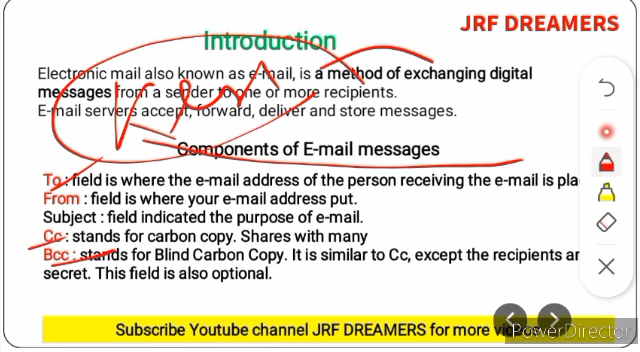 JRF DREAMERS
Introduction
Electronic mail also known as e-mail, is a method of exchanging digital
messages from a sender to one or more recipients.
E-mail servers accept, forward, deliver and store messages.
Components of E-mail messages
To : field is where the e-mail address of the person receiving the e-mail is pla
From : field is where your e-mail address put.
Subject : field indicated the purpose of e-mail.
Cc : stands for carbon copy. Shares with many
Bcc : stands for Blind Carbon Copy. It is similar to Cc, except the recipients ar
secret. This field is also optional.
Subscribe Youtube channel JRF DREAMERS for more
PowerDirector